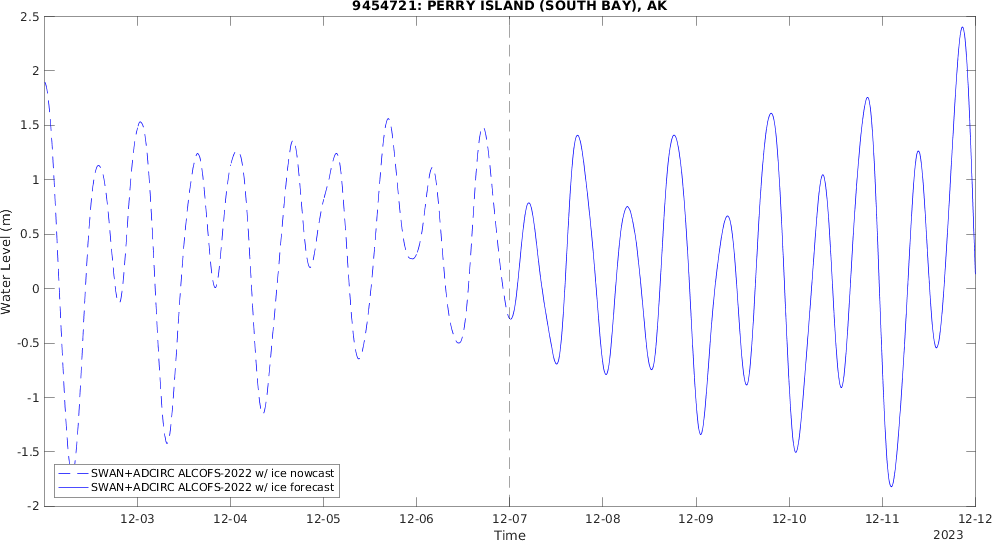 9454721: PERRY ISLAND (SOUTH BAY), AK
Water Level (m)
2.5
2
1.5
1
0.5
0
-0.5
-1
-1.5
-2
SWAN+ADCIRC ALCOFS-2022 w/ ice nowcast
SWAN+ADCIRC ALCOFS-2022 w/ ice forecast
12-03 12-04 12-05 12-06 12-07 12-08 12-09 12-10 12-11 12-12
Time
2023